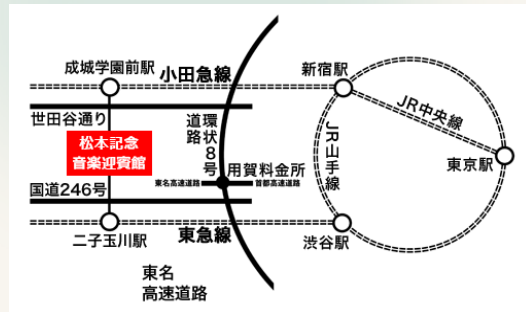 成城学園前駅
小田急線
新宿駅
世田谷通り
環状8号
道路
JR中央線
松本記念
音楽迎賓館
JR山手線
東京駅
用賀料金所
東名高速道路
首都高速道路
国道246号
二子玉川駅
東急線
渋谷駅
東名
高速道路